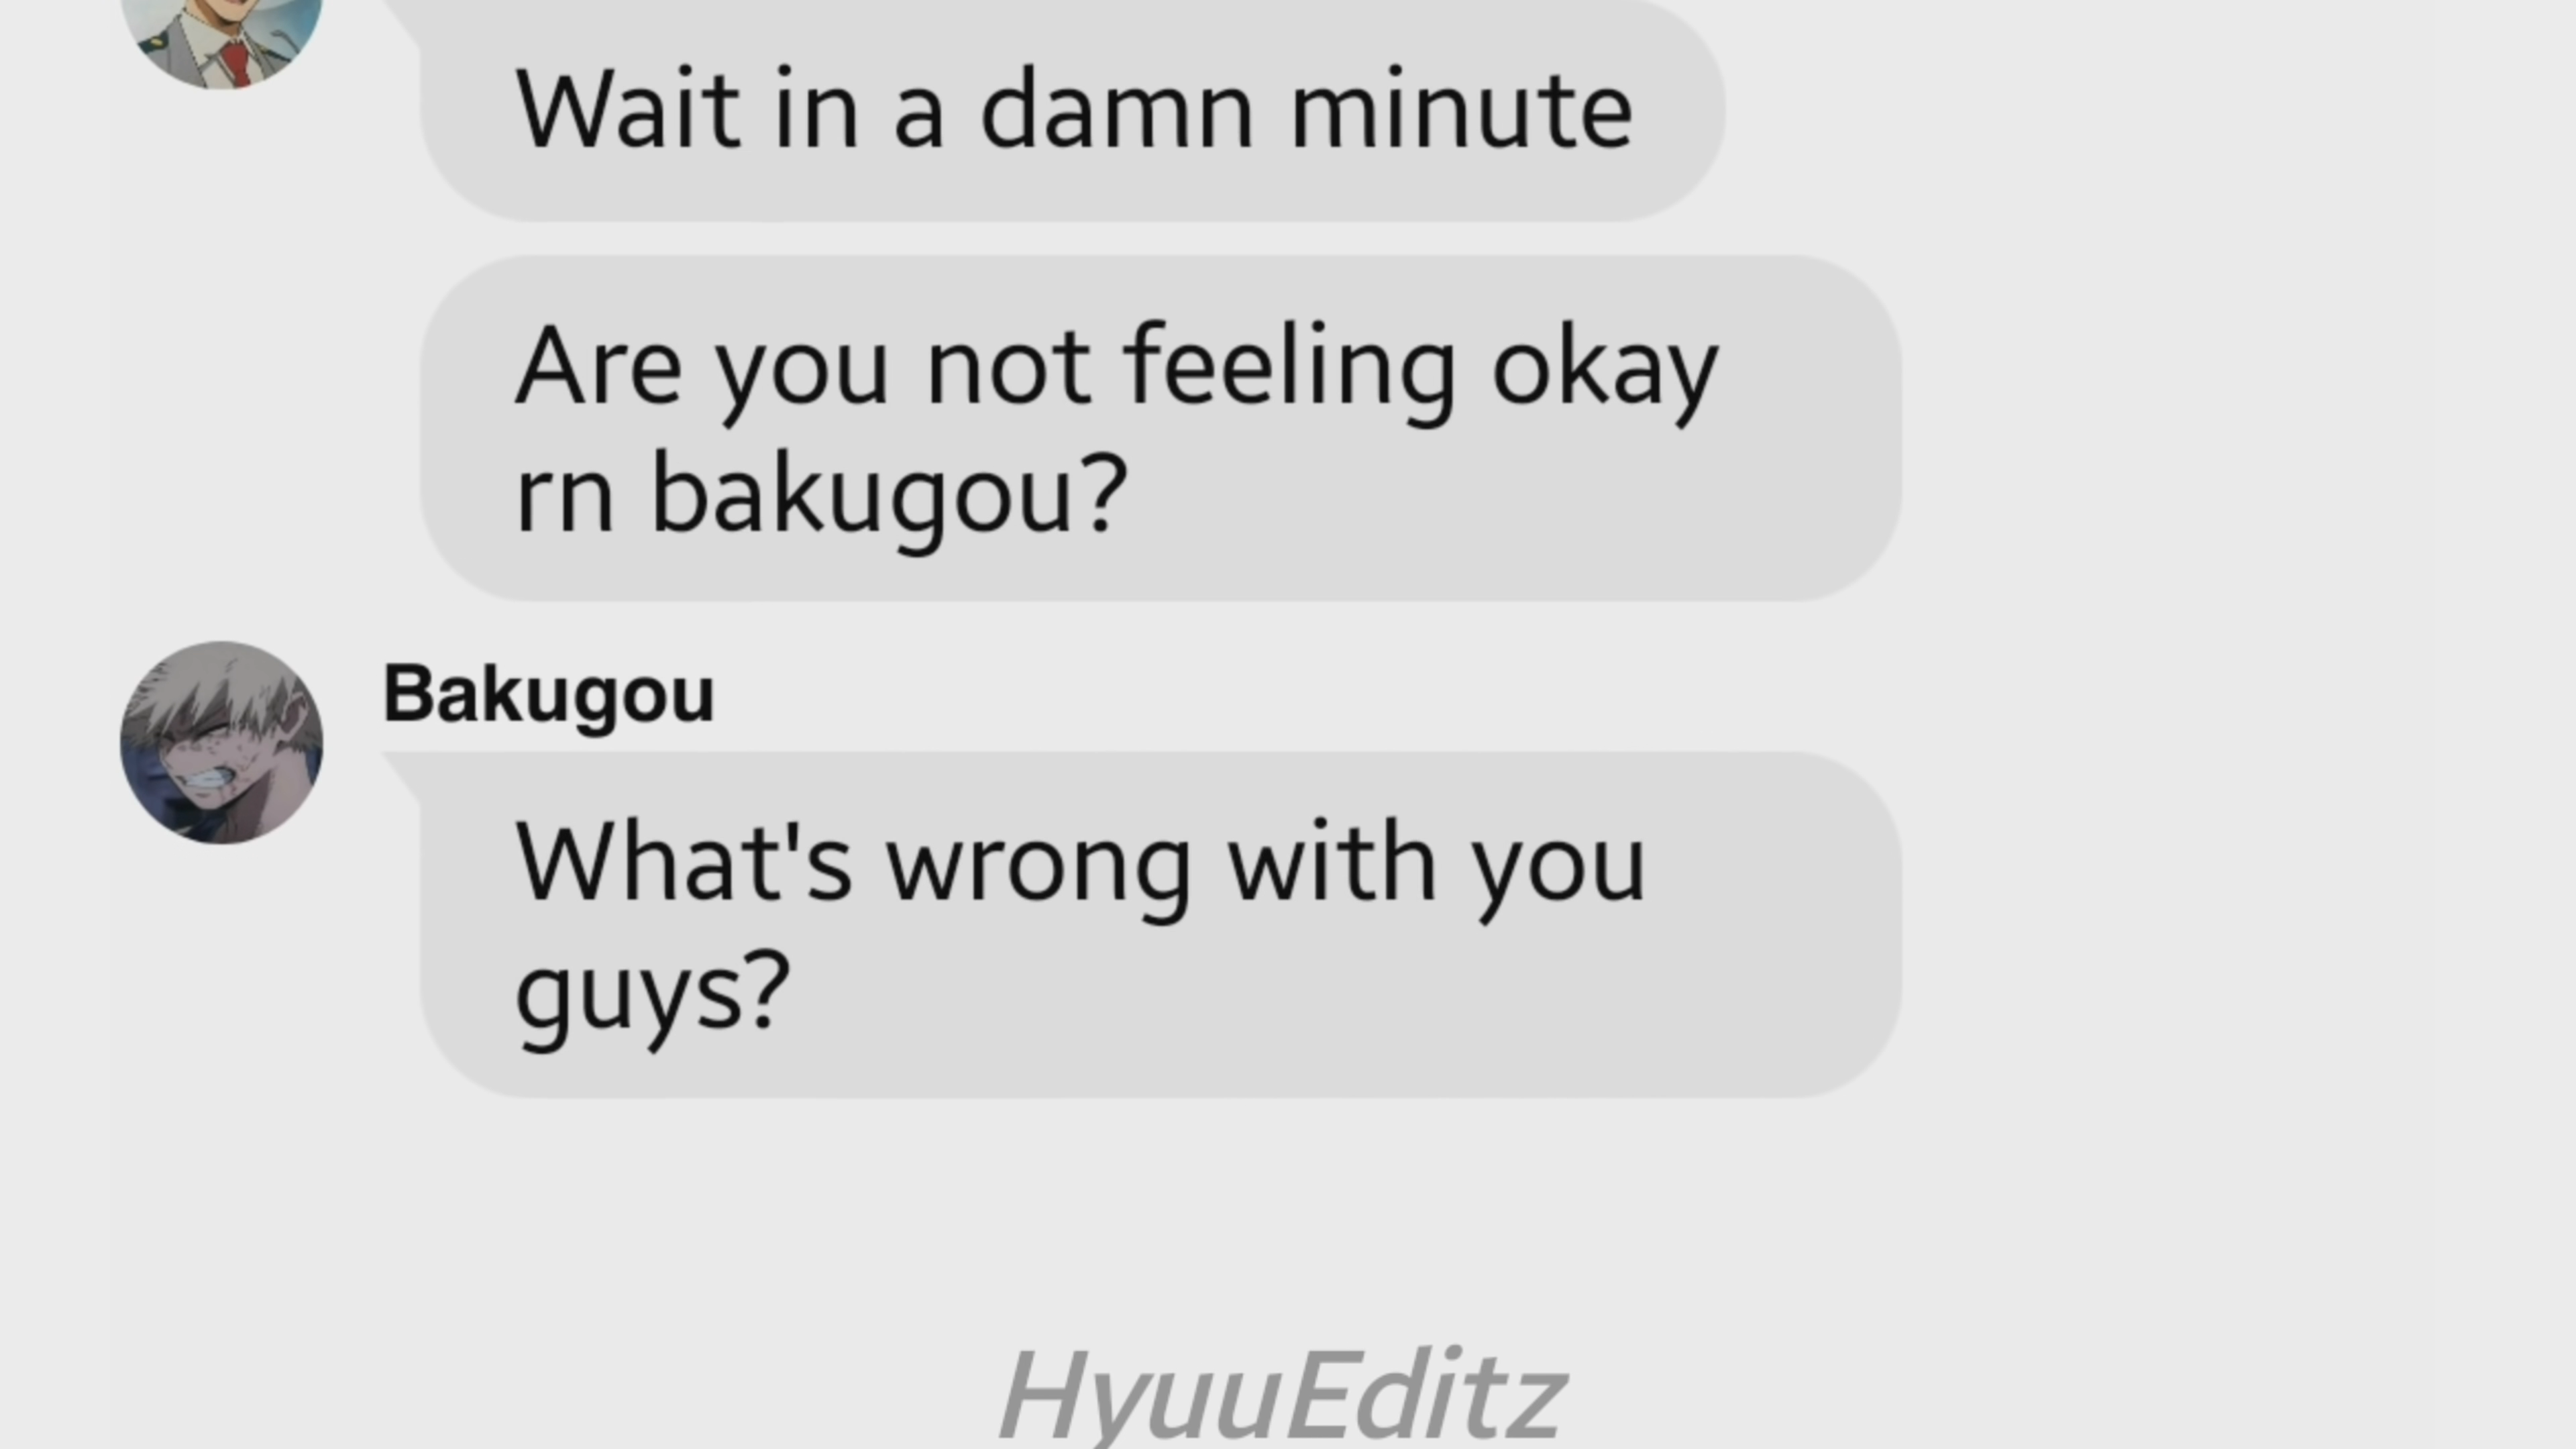 Wait in a damn minute
Are you not feeling okay
rn bakugou?
Bakugou
What's wrong with you
guys?
HyuuEditz